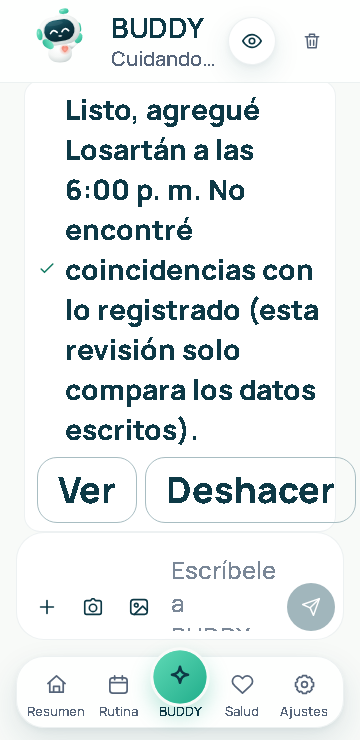 BUDDY
Cuidando...
Listo, agregué
Losartán a las
6:00 p. m. No
encontré
coincidencias con
lo registrado (esta
revisión solo
compara los datos
escritos).
Ver
Deshacer
Escríbele
a
BUDDY
Resumen
Rutina
BUDDY
Salud
Ajustes